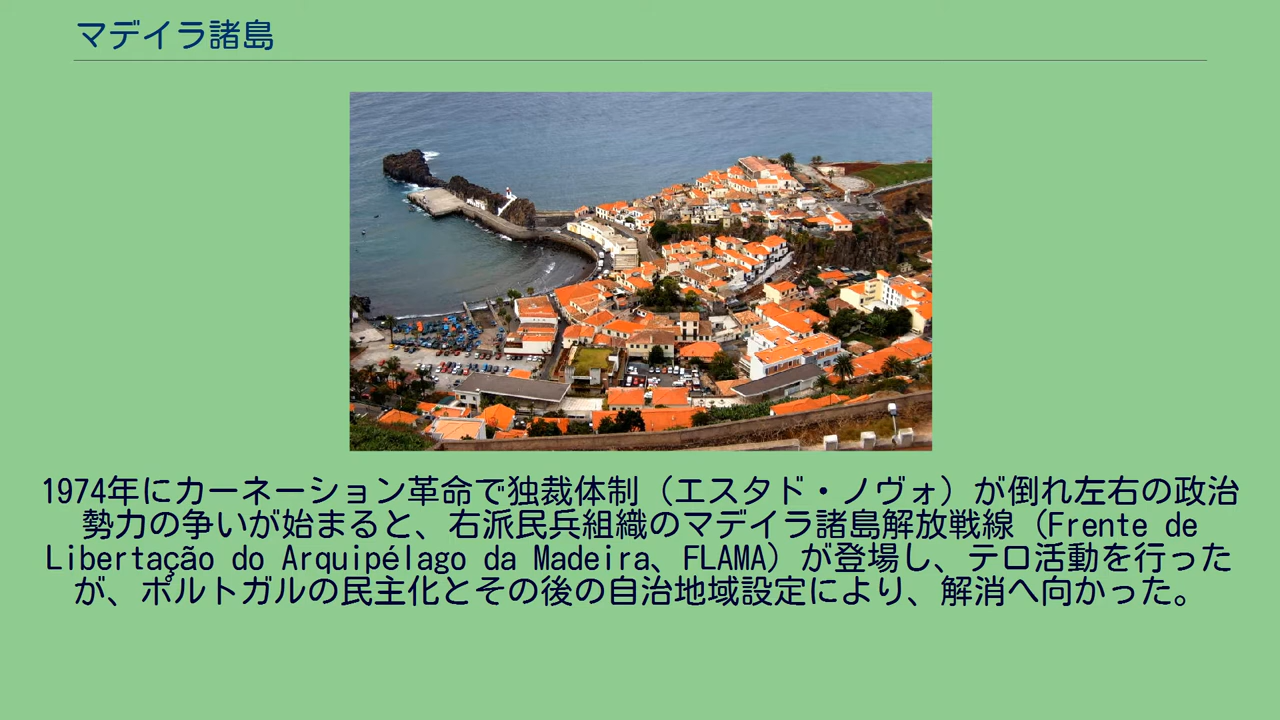 マデイラ諸島
1974年にカーネーション革命で独裁体制（エスタド・ノヴォ）が倒れ左右の政治
勢力の争いが始まると、右派民兵組織のマデイラ諸島解放戦線（Frente de
Libertação do Arquipélago da Madeira、FLAMA）が登場し、テロ活動を行った
が、ポルトガルの民主化とその後の自治地域設定により、解消へ向かった。